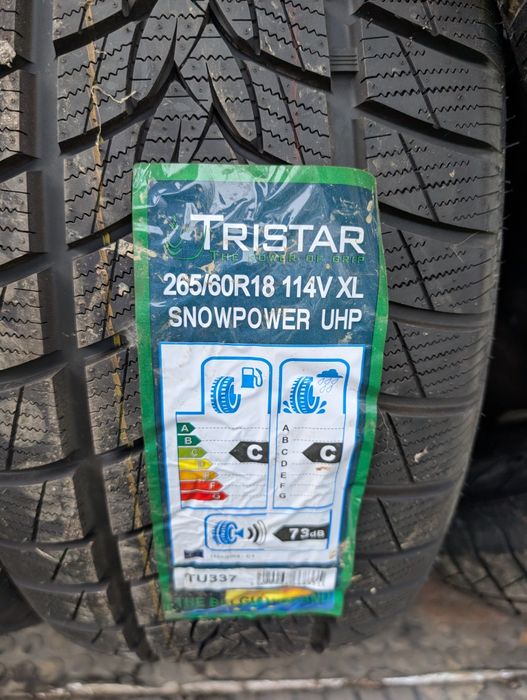 TRISTAR
THE POWER OF GRIP
265/60R18 114V XL
SNOWPOWER UHP
A
B
C
F
G
C
A
B
C
D
E
F
G
C
73dB
TU337